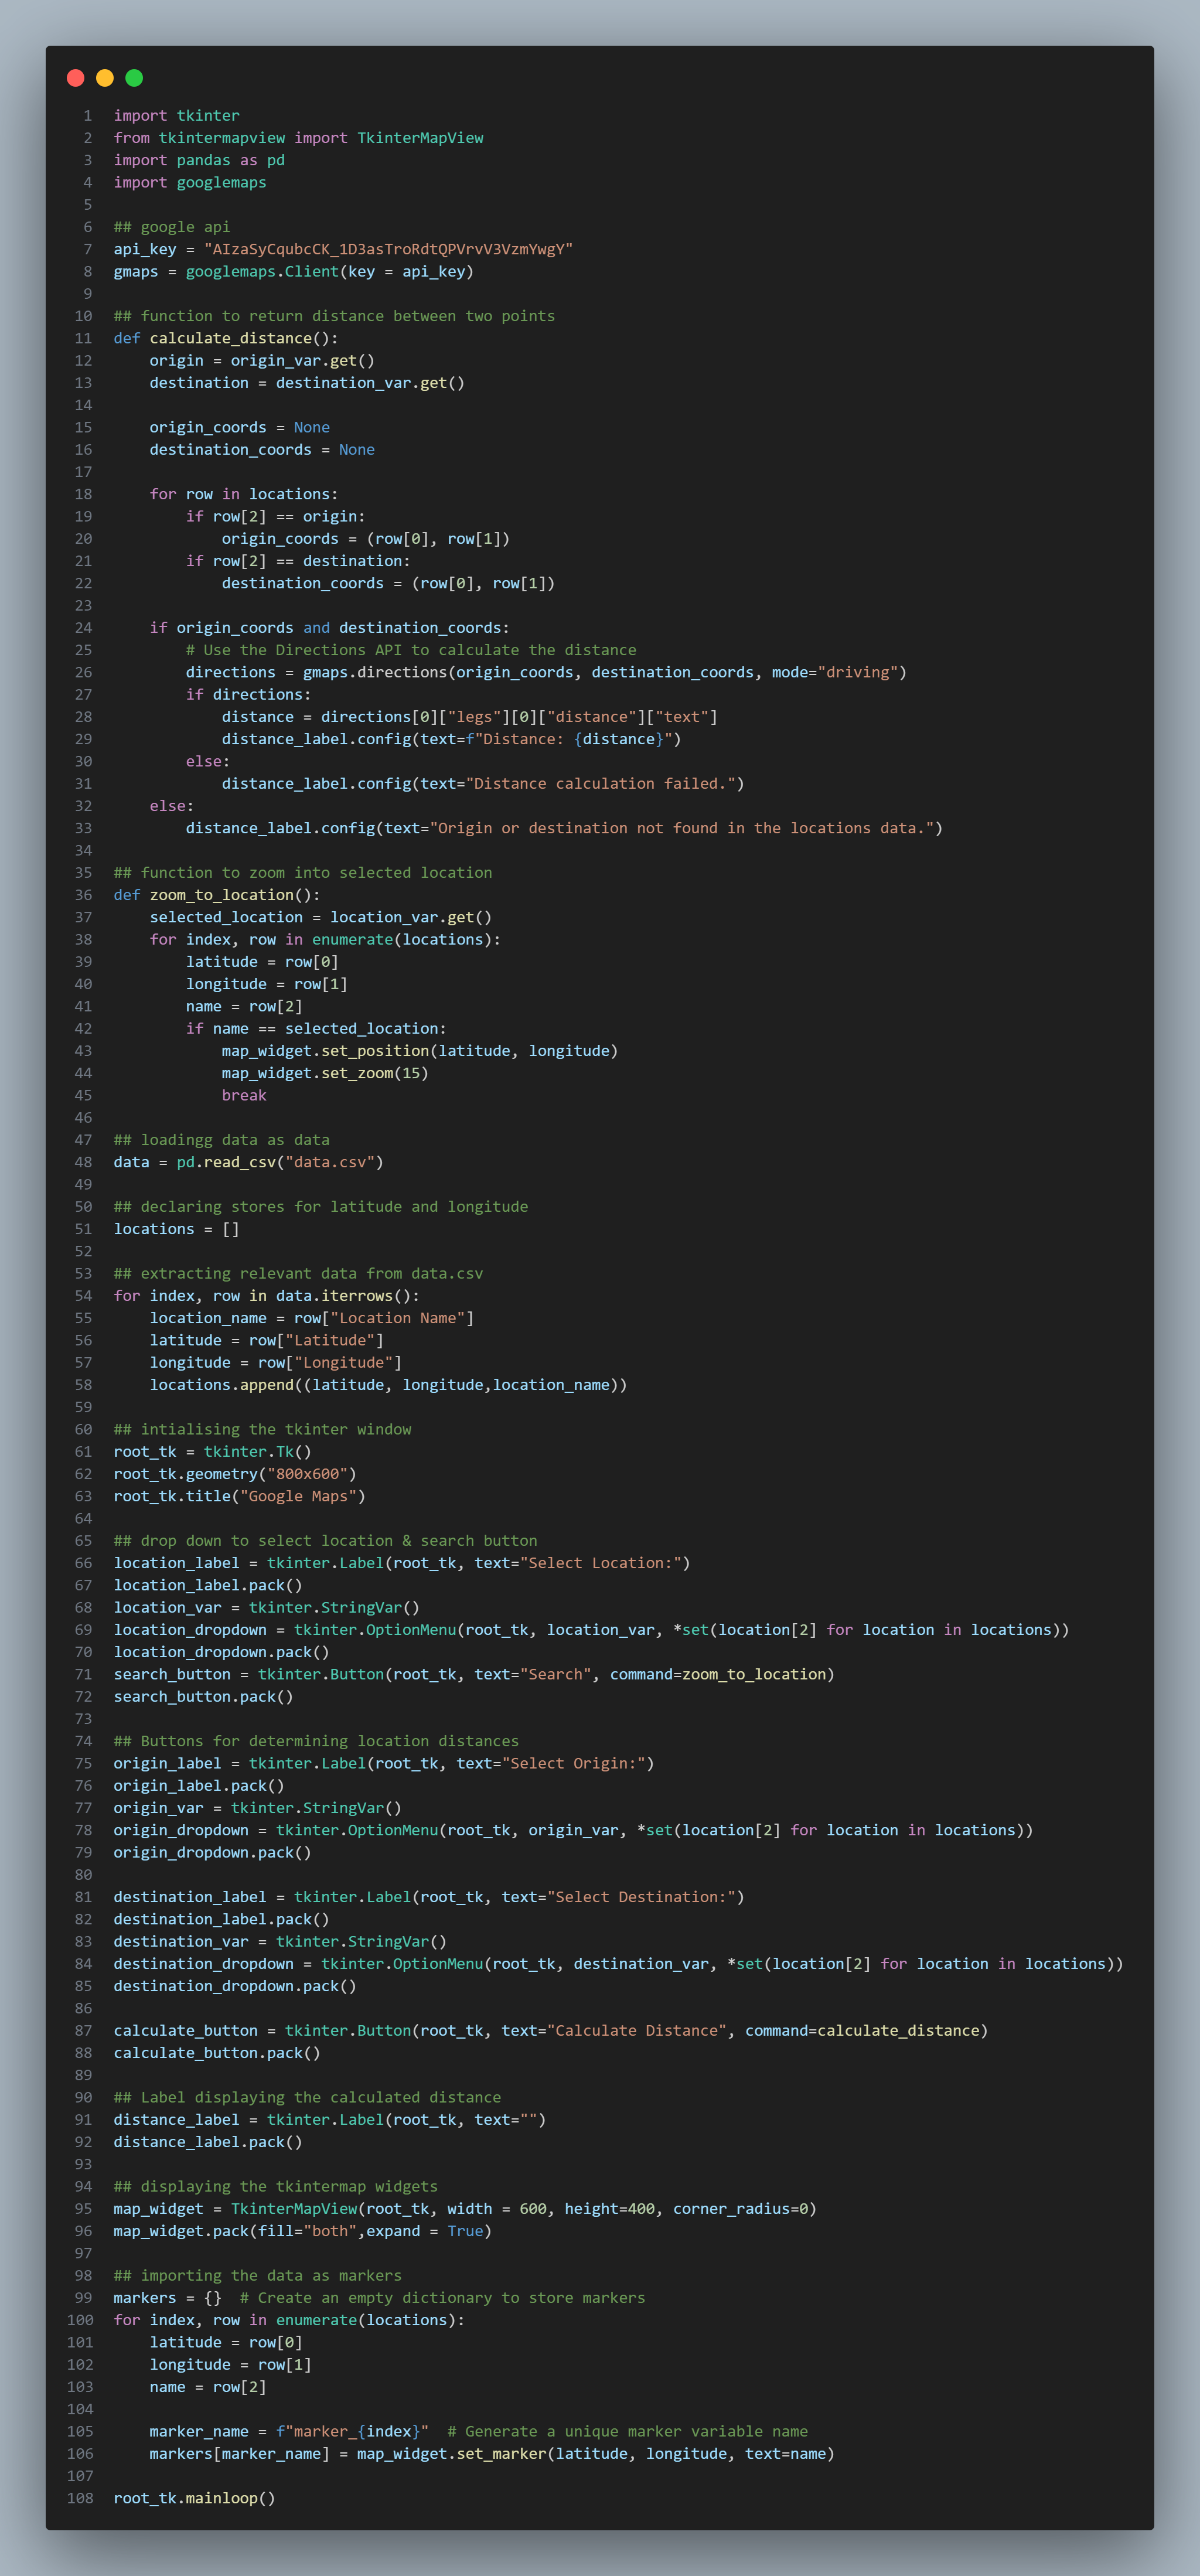 1 import tkinter
2 from tkintermapview import TkinterMapView
3 import pandas as pd
4 import googlemaps
5
6 ## google api
7 api_key = "AIzaSyCqubcCK_1D3asTroRdtQPVrvV3VzmYwgY"
8 gmaps = googlemaps.Client(key = api_key)
9
10 ## function to return distance between two points
11 def calculate_distance():
12     origin = origin_var.get()
13     destination = destination_var.get()
14
15     origin_coords = None
16     destination_coords = None
17
18     for row in locations:
19         if row[2] == origin:
20             origin_coords = (row[0], row[1])
21         if row[2] == destination:
22             destination_coords = (row[0], row[1])
23
24     if origin_coords and destination_coords:
25         # Use the Directions API to calculate the distance
26         directions = gmaps.directions(origin_coords, destination_coords, mode="driving")
27         if directions:
28             distance = directions[0]["legs"][0]["distance"]["text"]
29             distance_label.config(text=f"Distance: {distance}")
30         else:
31             distance_label.config(text="Distance calculation failed.")
32     else:
33         distance_label.config(text="Origin or destination not found in the locations data.")
34
35 ## function to zoom into selected location
36 def zoom_to_location():
37     selected_location = location_var.get()
38     for index, row in enumerate(locations):
39         latitude = row[0]
40         longitude = row[1]
41         name = row[2]
42         if name == selected_location:
43             map_widget.set_position(latitude, longitude)
44             map_widget.set_zoom(15)
45             break
46
47 ## loadingg data as data
48 data = pd.read_csv("data.csv")
49
50 ## declaring stores for latitude and longitude
51 locations = []
52
53 ## extracting relevant data from data.csv
54 for index, row in data.iterrows():
55     location_name = row["Location Name"]
56     latitude = row["Latitude"]
57     longitude = row["Longitude"]
58     locations.append((latitude, longitude,location_name))
59
60 ## intialising the tkinter window
61 root_tk = tkinter.Tk()
62 root_tk.geometry("800x600")
63 root_tk.title("Google Maps")
64
65 ## drop down to select location & search button
66 location_label = tkinter.Label(root_tk, text="Select Location:")
67 location_label.pack()
68 location_var = tkinter.StringVar()
69 location_dropdown = tkinter.OptionMenu(root_tk, location_var, *set(location[2] for location in locations))
70 location_dropdown.pack()
71 search_button = tkinter.Button(root_tk, text="Search", command=zoom_to_location)
72 search_button.pack()
73
74 ## Buttons for determining location distances
75 origin_label = tkinter.Label(root_tk, text="Select Origin:")
76 origin_label.pack()
77 origin_var = tkinter.StringVar()
78 origin_dropdown = tkinter.OptionMenu(root_tk, origin_var, *set(location[2] for location in locations))
79 origin_dropdown.pack()
80
81 destination_label = tkinter.Label(root_tk, text="Select Destination:")
82 destination_label.pack()
83 destination_var = tkinter.StringVar()
84 destination_dropdown = tkinter.OptionMenu(root_tk, destination_var, *set(location[2] for location in locations))
85 destination_dropdown.pack()
86
87 calculate_button = tkinter.Button(root_tk, text="Calculate Distance", command=calculate_distance)
88 calculate_button.pack()
89
90 ## Label displaying the calculated distance
91 distance_label = tkinter.Label(root_tk, text="")
92 distance_label.pack()
93
94 ## displaying the tkintermap widgets
95 map_widget = TkinterMapView(root_tk, width = 600, height=400, corner_radius=0)
96 map_widget.pack(fill="both",expand = True)
97
98 ## importing the data as markers
99 markers = {}  # Create an empty dictionary to store markers
100 for index, row in enumerate(locations):
101     latitude = row[0]
102     longitude = row[1]
103     name = row[2]
104
105     marker_name = f"marker_{index}"  # Generate a unique marker variable name
106     markers[marker_name] = map_widget.set_marker(latitude, longitude, text=name)
107
108 root_tk.mainloop()